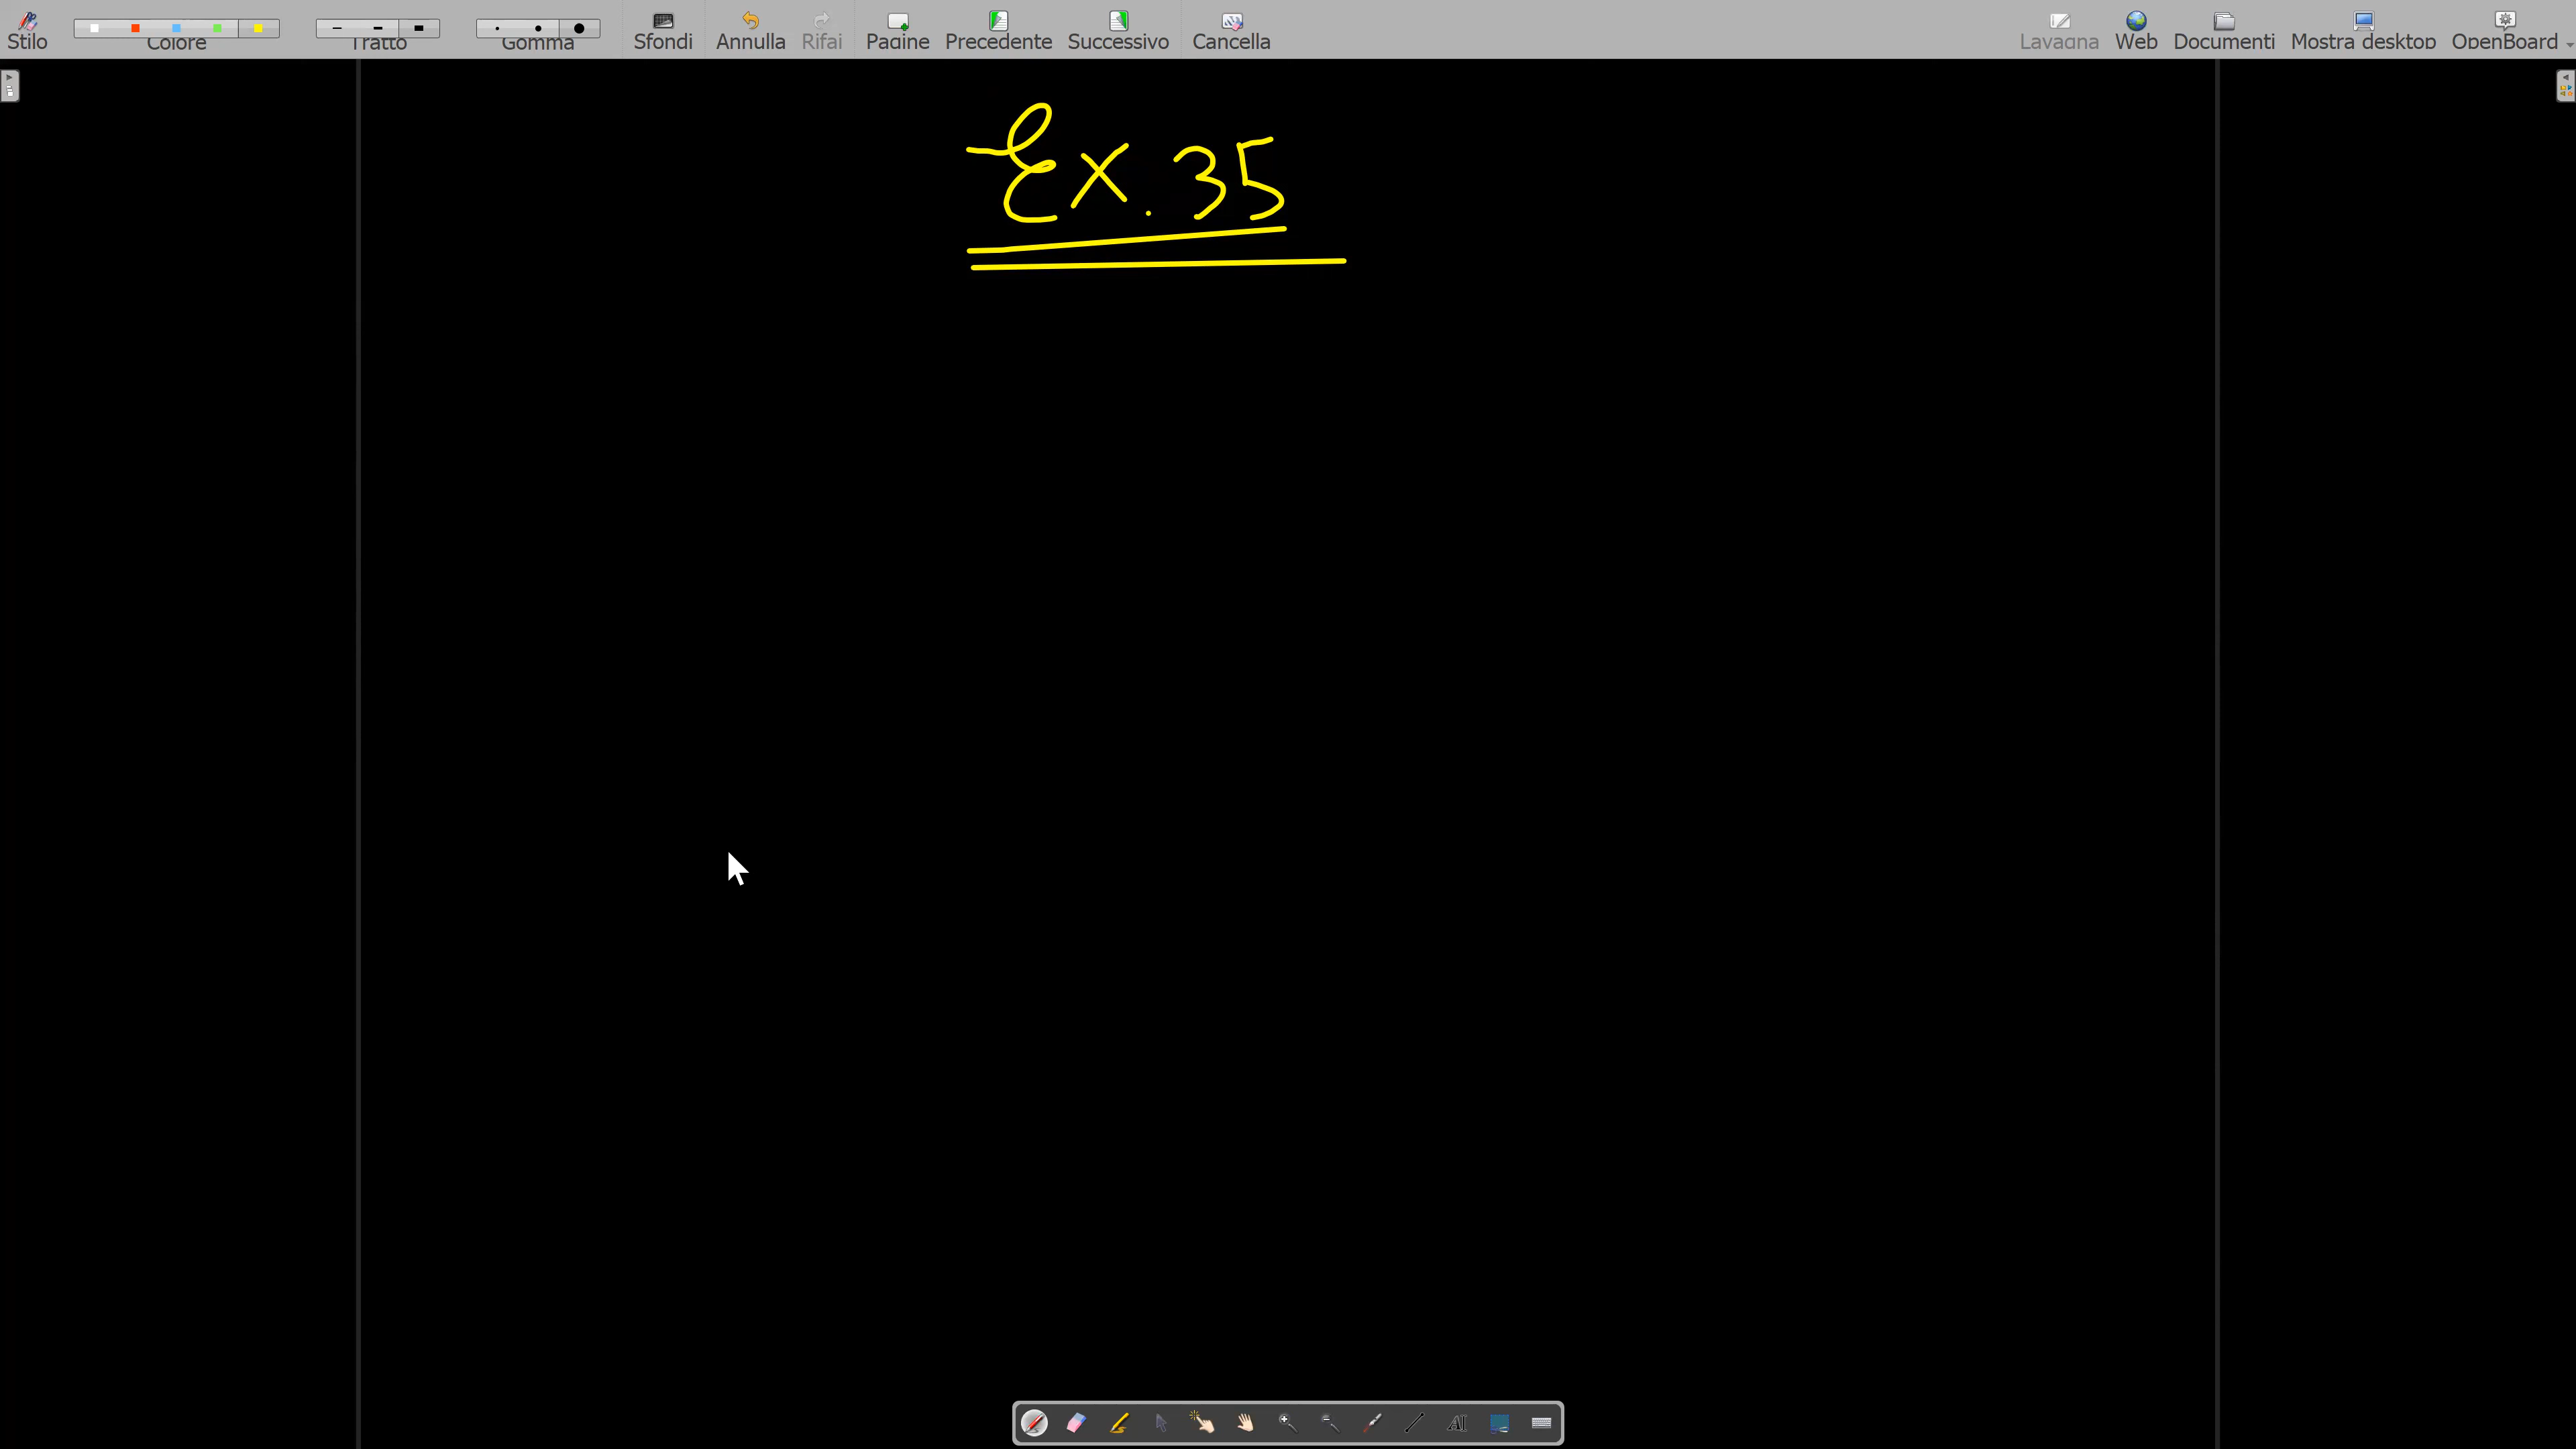 Stilo Colore Tratto Gomma Sfondi Annulla Rifai Pagine Precedente Successivo Cancella Lavagna Web Documenti Mostra desktop OpenBoard
Ex. 35
AI